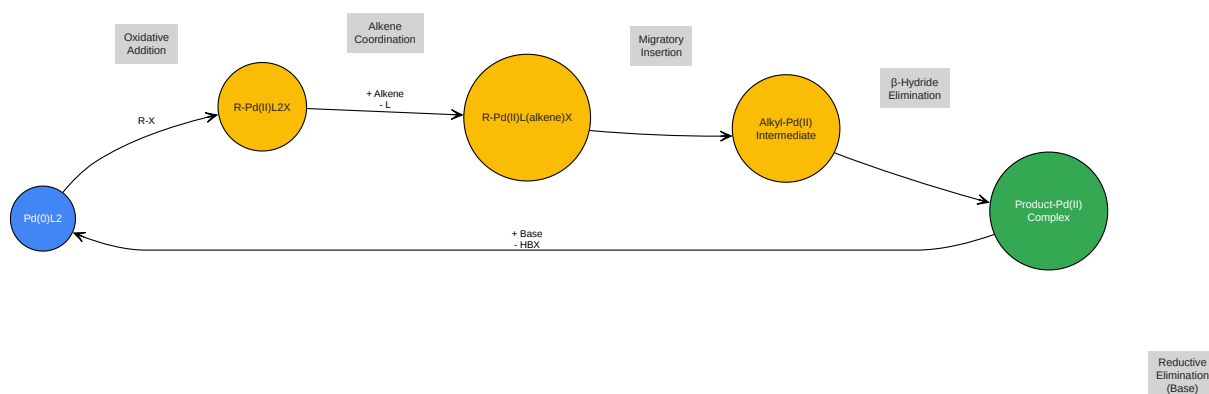 Oxidative
Addition
Alkene
Coordination
Migratory
Insertion
β-Hydride
Elimination
R-X
R-Pd(II)L2X
+ Alkene
- L
R-Pd(II)L(alkene)X
Alkyl-Pd(II)
Intermediate
Pd(0)L2
Product-Pd(II)
Complex
+ Base
- HBX
Reductive
Elimination
(Base)